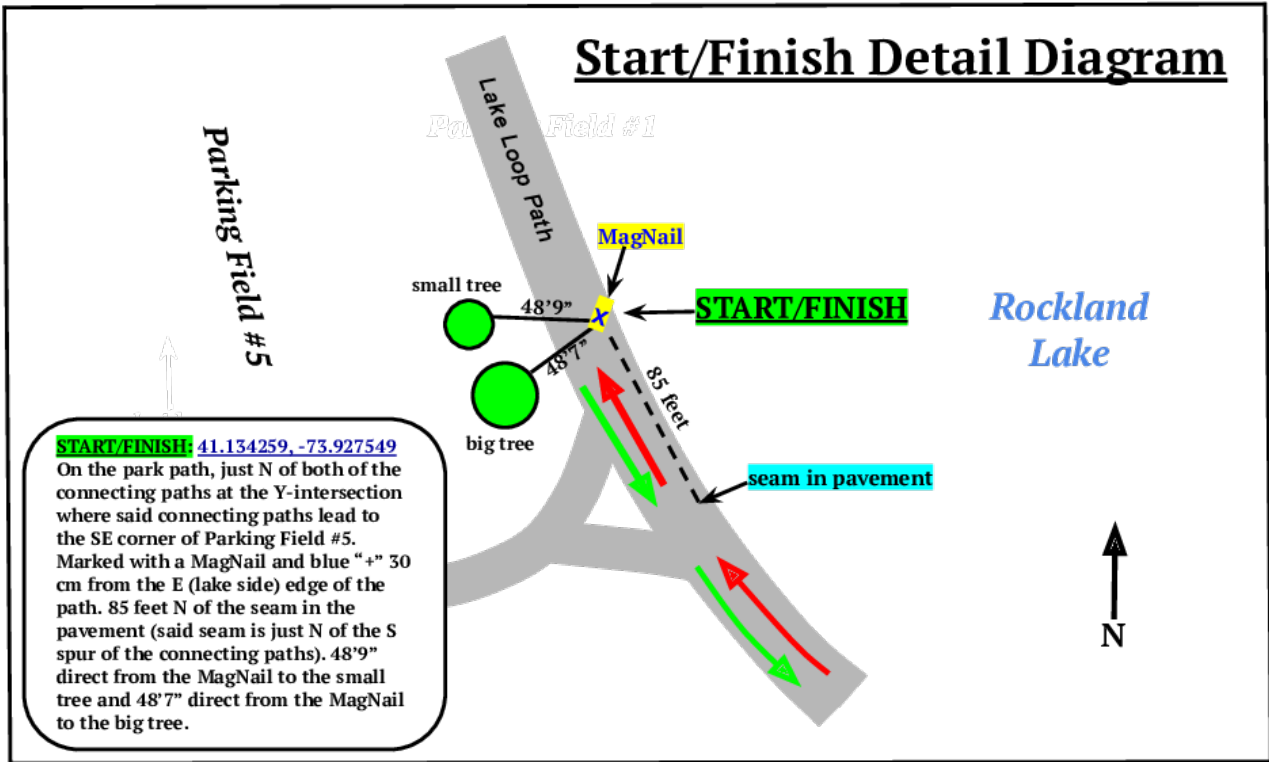 Start/Finish Detail Diagram
Lake Loop Path
Field #1
Parking Field #5
MagNail
small tree
48’9”
X
START/FINISH
Rockland
Lake
48’7”
85 feet
big tree
seam in pavement
START/FINISH: 41.134259, -73.927549
On the park path, just N of both of the
connecting paths at the Y-intersection
where said connecting paths lead to
the SE corner of Parking Field #5.
Marked with a MagNail and blue “+” 30
cm from the E (lake side) edge of the
path. 85 feet N of the seam in the
pavement (said seam is just N of the S
spur of the connecting paths). 48’9”
direct from the MagNail to the small
tree and 48’7” direct from the MagNail
to the big tree.
N